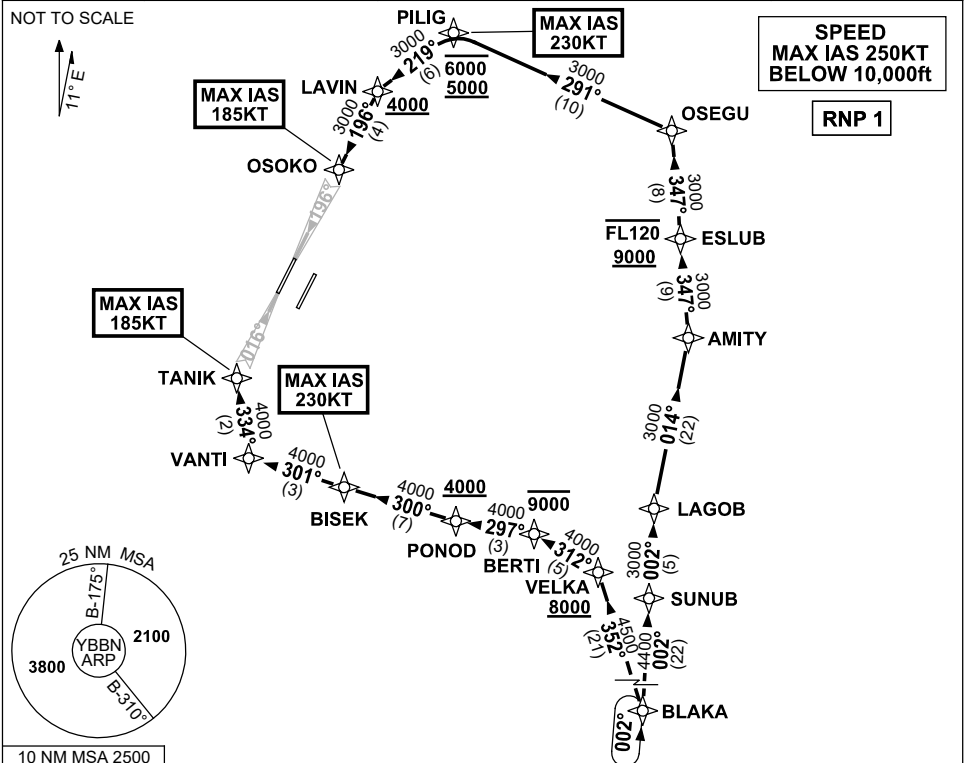 NOT TO SCALE
11° E
PILIG
MAX IAS
230KT
SPEED
MAX IAS 250KT
BELOW 10,000ft
RNP 1
3000
219°
(6)
6000
5000
3000
291°
(10)
LAVIN
4000
MAX IAS
185KT
3000
196°
(4)
OSOKO
OSEGU
3000
347°
(8)
196°
FL120
9000
ESLUB
3000
347°
(9)
MAX IAS
185KT
016°
AMITY
TANIK
MAX IAS
230KT
4000
334°
(2)
3000
014°
(22)
VANTI
4000
301°
(3)
BISEK
4000
300°
(7)
4000
PONOD
4000
297°
(3)
9000
BERTI
4000
312°
(5)
VELKA
8000
LAGOB
3000
002°
(5)
SUNUB
4500
352°
(21)
4400
002°
(22)
BLAKA
002°
25 NM MSA
B-175°
YBBN
ARP
2100
3800
B-310°
10 NM MSA 2500